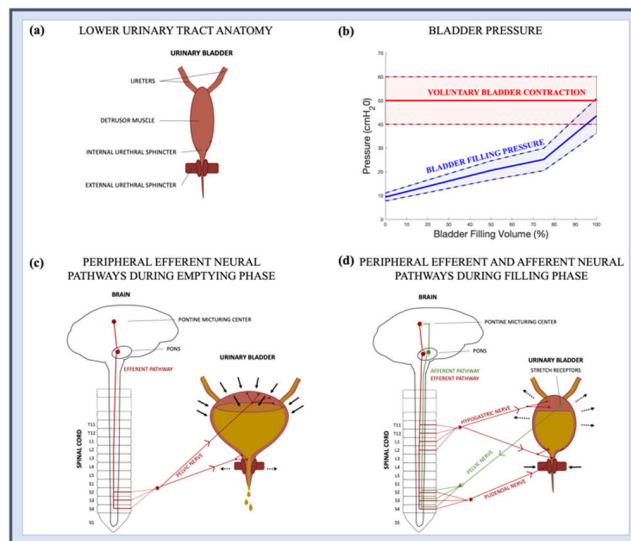 (a) LOWER URINARY TRACT ANATOMY
URINARY BLADDER
URETERS
DETRUSOR MUSCLE
INTERNAL URETHRAL SPHINCTER
EXTERNAL URETHRAL SPHINCTER
(b) BLADDER PRESSURE
Pressure (cmH_20)
70
60
50
40
30
20
10
0
VOLUNTARY BLADDER CONTRACTION
BLADDER FILLING PRESSURE
0 10 20 30 40 50 60 70 80 90 100
Bladder Filling Volume (%)
(c) PERIPHERAL EFFERENT NEURAL
PATHWAYS DURING EMPTYING PHASE
BRAIN
PONTINE MICTURING CENTER
PONS
EFFERENT PATHWAY
URINARY BLADDER
SPINAL CORD
T11
T12
L1
L2
L3
L4
L5
S1
S2
S3
S4
S5
PELVIC NERVE
(d) PERIPHERAL EFFERENT AND AFFERENT NEURAL
PATHWAYS DURING FILLING PHASE
BRAIN
PONTINE MICTURING CENTER
PONS
AFFERENT PATHWAY
EFFERENT PATHWAY
URINARY BLADDER
STRETCH RECEPTORS
SPINAL CORD
T11
T12
L1
L2
L3
L4
L5
S1
S2
S3
S4
S5
HYPOGASTRIC NERVE
PELVIC NERVE
PUDENDAL NERVE